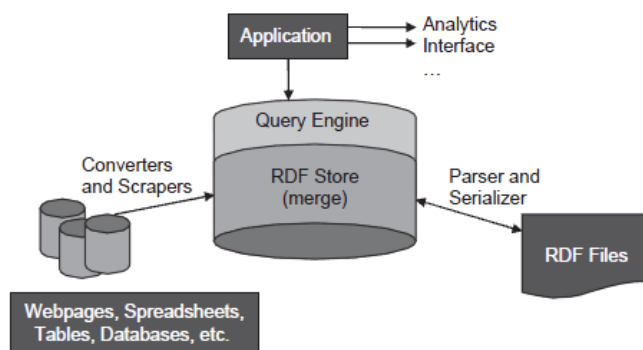 Application
Analytics
Interface
...
Query Engine
Converters
and Scrapers
RDF Store
(merge)
Parser and
Serializer
RDF Files
Webpages, Spreadsheets,
Tables, Databases, etc.